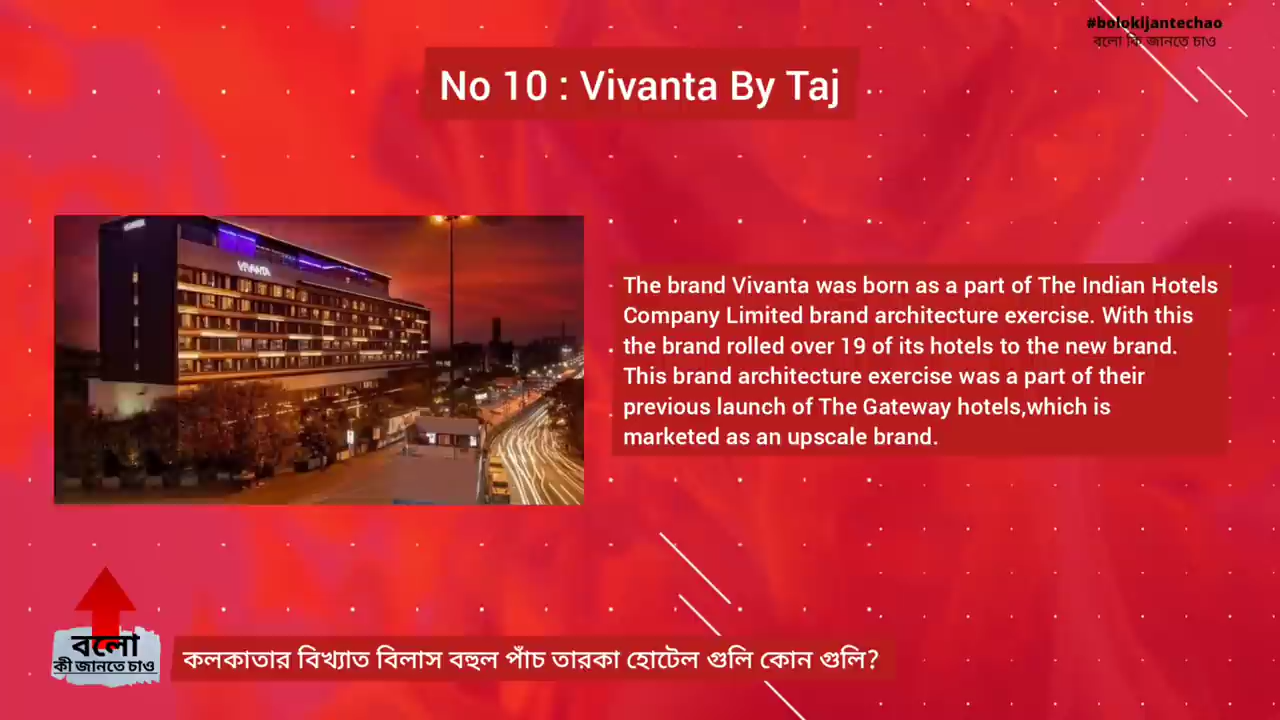 #bolokijantechao
বলো কি জানতে চাও
No 10 : Vivanta By Taj
VIVANTA
The brand Vivanta was born as a part of The Indian Hotels
Company Limited brand architecture exercise. With this
the brand rolled over 19 of its hotels to the new brand.
This brand architecture exercise was a part of their
previous launch of The Gateway hotels,which is
marketed as an upscale brand.
বলো
কী জানতে চাও
কলকাতার বিখ্যাত বিলাস বহুল পাঁচ তারকা হোটেল গুলি কোন গুলি?